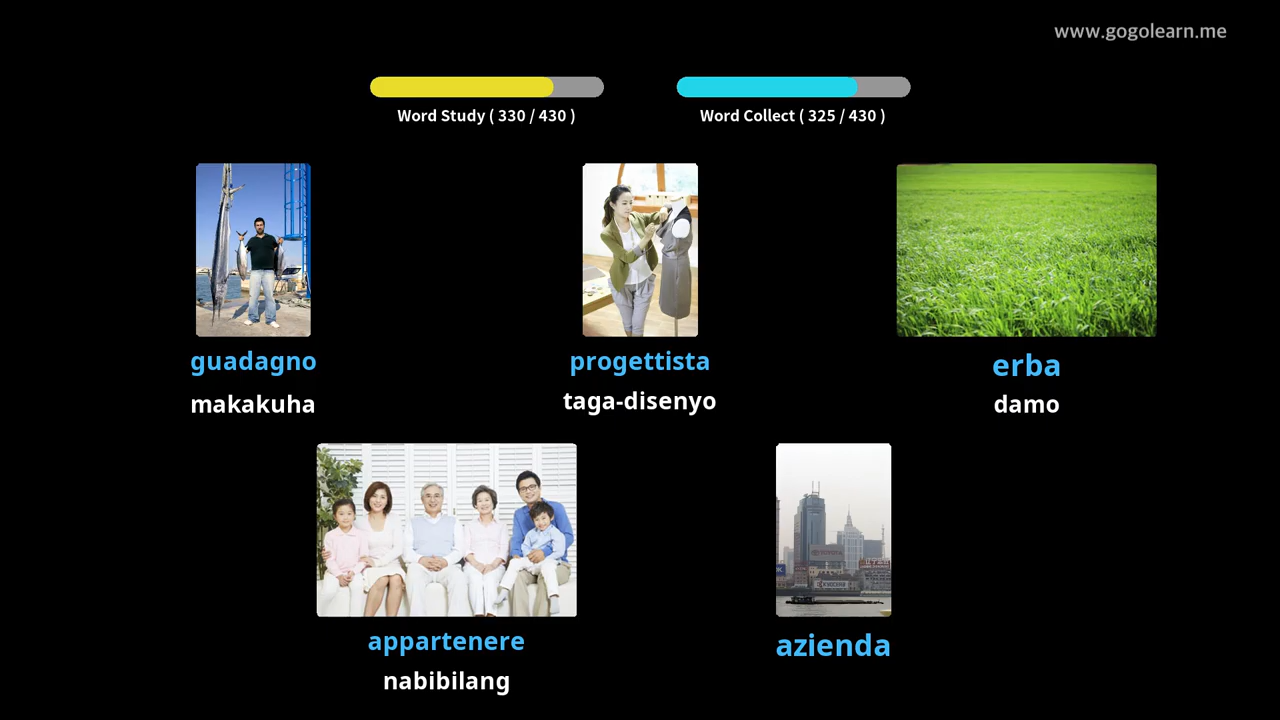 www.gogolearn.me
Word Study ( 330 / 430 )
Word Collect ( 325 / 430 )
guadagno
makakuha
progettista
taga-disenyo
erba
damo
appartenere
nabibilang
TOYOTA
azienda